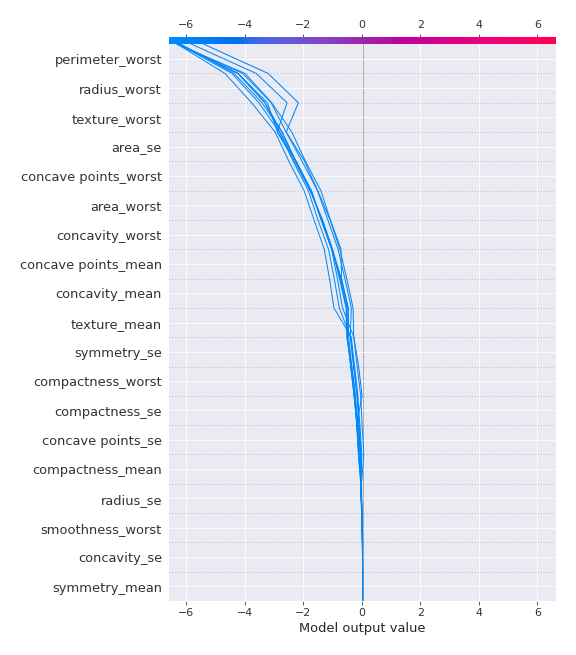 −6 −4 −2 0 2 4 6
perimeter_worst
radius_worst
texture_worst
area_se
concave points_worst
area_worst
concavity_worst
concave points_mean
concavity_mean
texture_mean
symmetry_se
compactness_worst
compactness_se
concave points_se
compactness_mean
radius_se
smoothness_worst
concavity_se
symmetry_mean
−6 −4 −2 0 2 4 6
Model output value